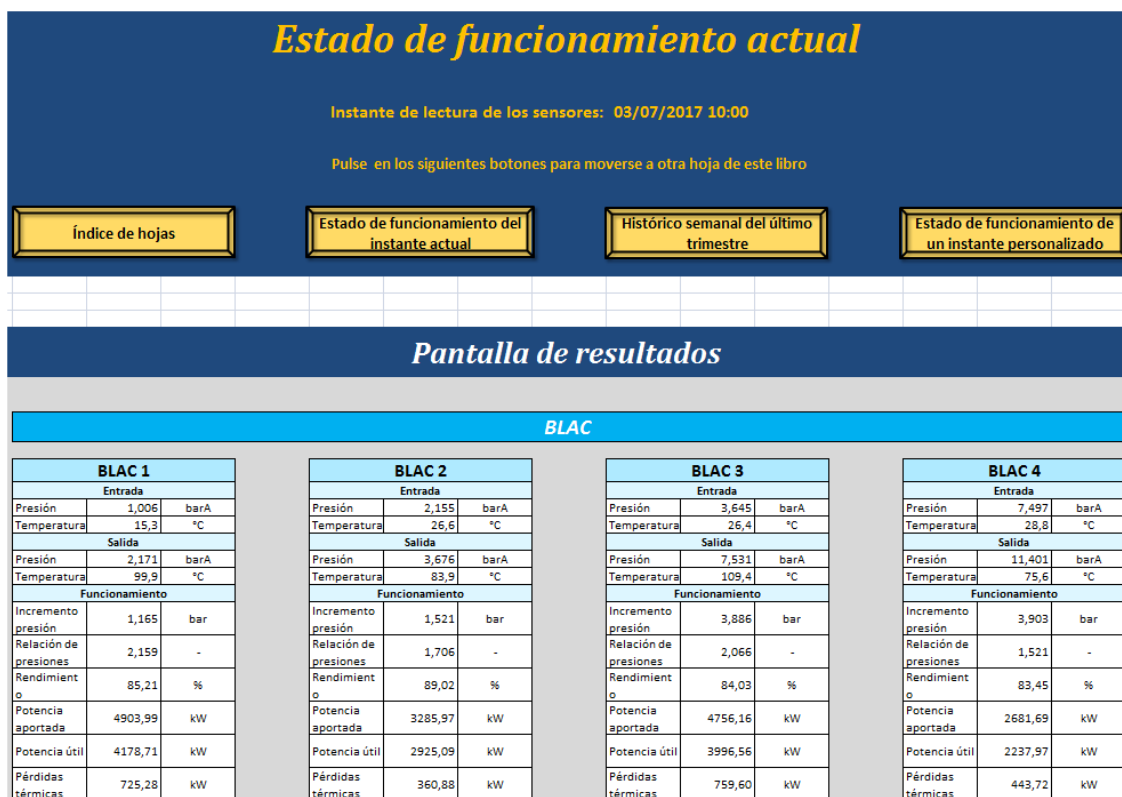 Estado de funcionamiento actual
Instante de lectura de los sensores: 03/07/2017 10:00
Pulse en los siguientes botones para moverse a otra hoja de este libro
Índice de hojas
Estado de funcionamiento del
instante actual
Histórico semanal del último
trimestre
Estado de funcionamiento de
un instante personalizado
Pantalla de resultados
BLAC
BLAC 1
Entrada
Presión 1,006 barA
Temperatura 15,3 °C
Salida
Presión 2,171 barA
Temperatura 99,9 °C
Funcionamiento
Incremento
presión 1,165 bar
Relación de
presiones 2,159 -
Rendimient
o 85,21 %
Potencia
aportada 4903,99 kW
Potencia útil 4178,71 kW
Pérdidas
térmicas 725,28 kW
BLAC 2
Entrada
Presión 2,155 barA
Temperatura 26,6 °C
Salida
Presión 3,676 barA
Temperatura 83,9 °C
Funcionamiento
Incremento
presión 1,521 bar
Relación de
presiones 1,706 -
Rendimient
o 89,02 %
Potencia
aportada 3285,97 kW
Potencia útil 2925,09 kW
Pérdidas
térmicas 360,88 kW
BLAC 3
Entrada
Presión 3,645 barA
Temperatura 26,4 °C
Salida
Presión 7,531 barA
Temperatura 109,4 °C
Funcionamiento
Incremento
presión 3,886 bar
Relación de
presiones 2,066 -
Rendimient
o 84,03 %
Potencia
aportada 4756,16 kW
Potencia útil 3996,56 kW
Pérdidas
térmicas 759,60 kW
BLAC 4
Entrada
Presión 7,497 barA
Temperatura 28,8 °C
Salida
Presión 11,401 barA
Temperatura 75,6 °C
Funcionamiento
Incremento
presión 3,903 bar
Relación de
presiones 1,521 -
Rendimient
o 83,45 %
Potencia
aportada 2681,69 kW
Potencia útil 2237,97 kW
Pérdidas
térmicas 443,72 kW